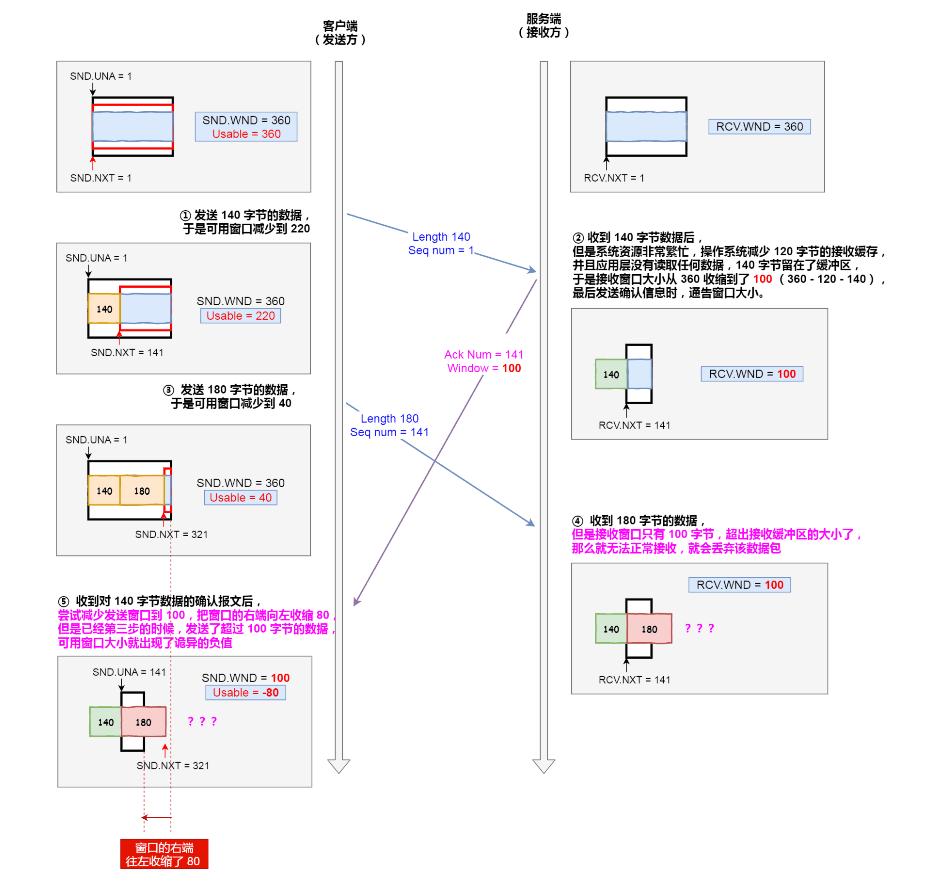 客户端
（发送方）
服务端
（接收方）
SND.UNA = 1
SND.WND = 360
Usable = 360
SND.NXT = 1
RCV.WND = 360
RCV.NXT = 1
① 发送 140 字节的数据，
于是可用窗口减少到 220
Length 140
Seq num = 1
② 收到 140 字节数据后，
但是系统资源非常繁忙，操作系统减少 120 字节的接收缓存，
并且应用层没有读取任何数据，140 字节留在了缓冲区，
于是接收窗口大小从 360 收缩到了 100（360 - 120 - 140），
最后发送确认信息时，通告窗口大小。
SND.UNA = 1
140
SND.WND = 360
Usable = 220
SND.NXT = 141
Ack Num = 141
Window = 100
140
RCV.WND = 100
RCV.NXT = 141
③ 发送 180 字节的数据，
于是可用窗口减少到 40
Length 180
Seq num = 141
SND.UNA = 1
140
180
SND.WND = 360
Usable = 40
SND.NXT = 321
④ 收到 180 字节的数据，
但是接收窗口只有 100 字节，超出接收缓冲区的大小了，
那么就无法正常接收，就会丢弃该数据包
RCV.WND = 100
140
180
？？？
RCV.NXT = 141
⑤ 收到对 140 字节数据的确认报文后，
尝试减少发送窗口到 100，把窗口的右端向左收缩 80，
但是已经第三步的时候，发送了超过 100 字节的数据，
可用窗口大小就出现了诡异的负值
SND.UNA = 141
SND.WND = 100
Usable = -80
140
180
？？？
SND.NXT = 321
窗口的右端
往左收缩了 80